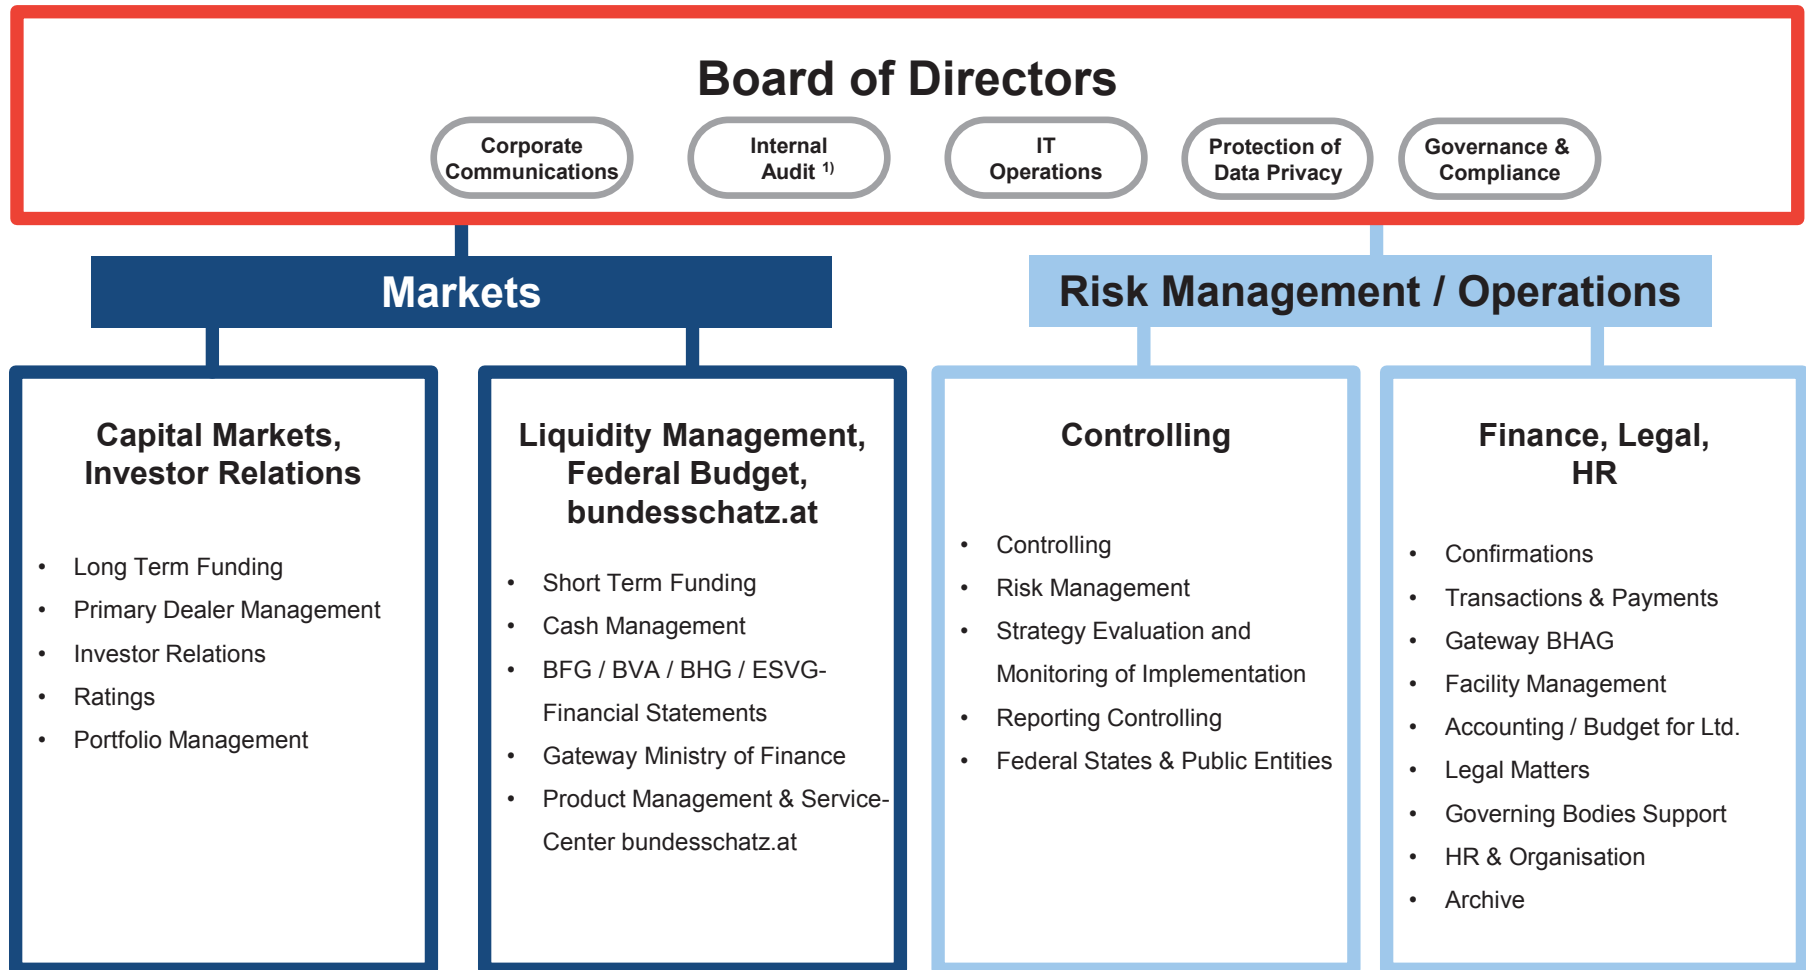 Board of Directors
Corporate
Communications
Internal
Audit ¹⁾
IT
Operations
Protection of
Data Privacy
Governance &
Compliance
Markets
Risk Management / Operations
Capital Markets,
Investor Relations
• Long Term Funding
• Primary Dealer Management
• Investor Relations
• Ratings
• Portfolio Management
Liquidity Management,
Federal Budget,
bundesschatz.at
• Short Term Funding
• Cash Management
• BFG / BVA / BHG / ESVG-
Financial Statements
• Gateway Ministry of Finance
• Product Management & Service-
Center bundesschatz.at
Controlling
• Controlling
• Risk Management
• Strategy Evaluation and
Monitoring of Implementation
• Reporting Controlling
• Federal States & Public Entities
Finance, Legal,
HR
• Confirmations
• Transactions & Payments
• Gateway BHAG
• Facility Management
• Accounting / Budget for Ltd.
• Legal Matters
• Governing Bodies Support
• HR & Organisation
• Archive